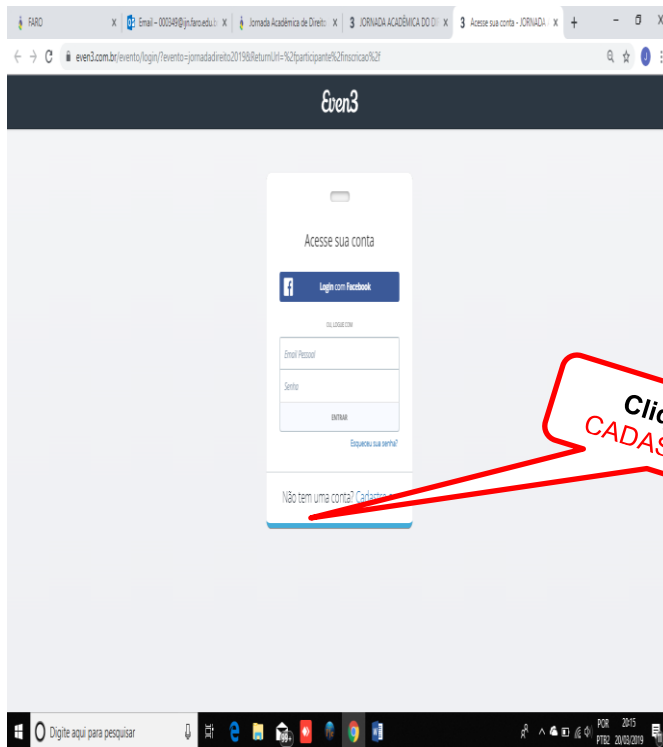 FARO
Email – 000349@jn.faro.edu.b
Jornada Acadêmica de Direito
3 JORNADA ACADÊMICA DO DI
3 Acesse sua conta - JORNADA
even3.com.br/evento/login/?evento=jornadadireito2019&ReturnUrl=%2fparticipante%2finscricao%2f
Even3
Acesse sua conta
Login com Facebook
OU, LOGUE COM
Email Pessoal
Senha
ENTRAR
Esqueceu sua senha?
Não tem uma conta? Cadastre
Clic
CADAS
Digite aqui para pesquisar
99+
POR 20:15
PTB2 20/03/2019